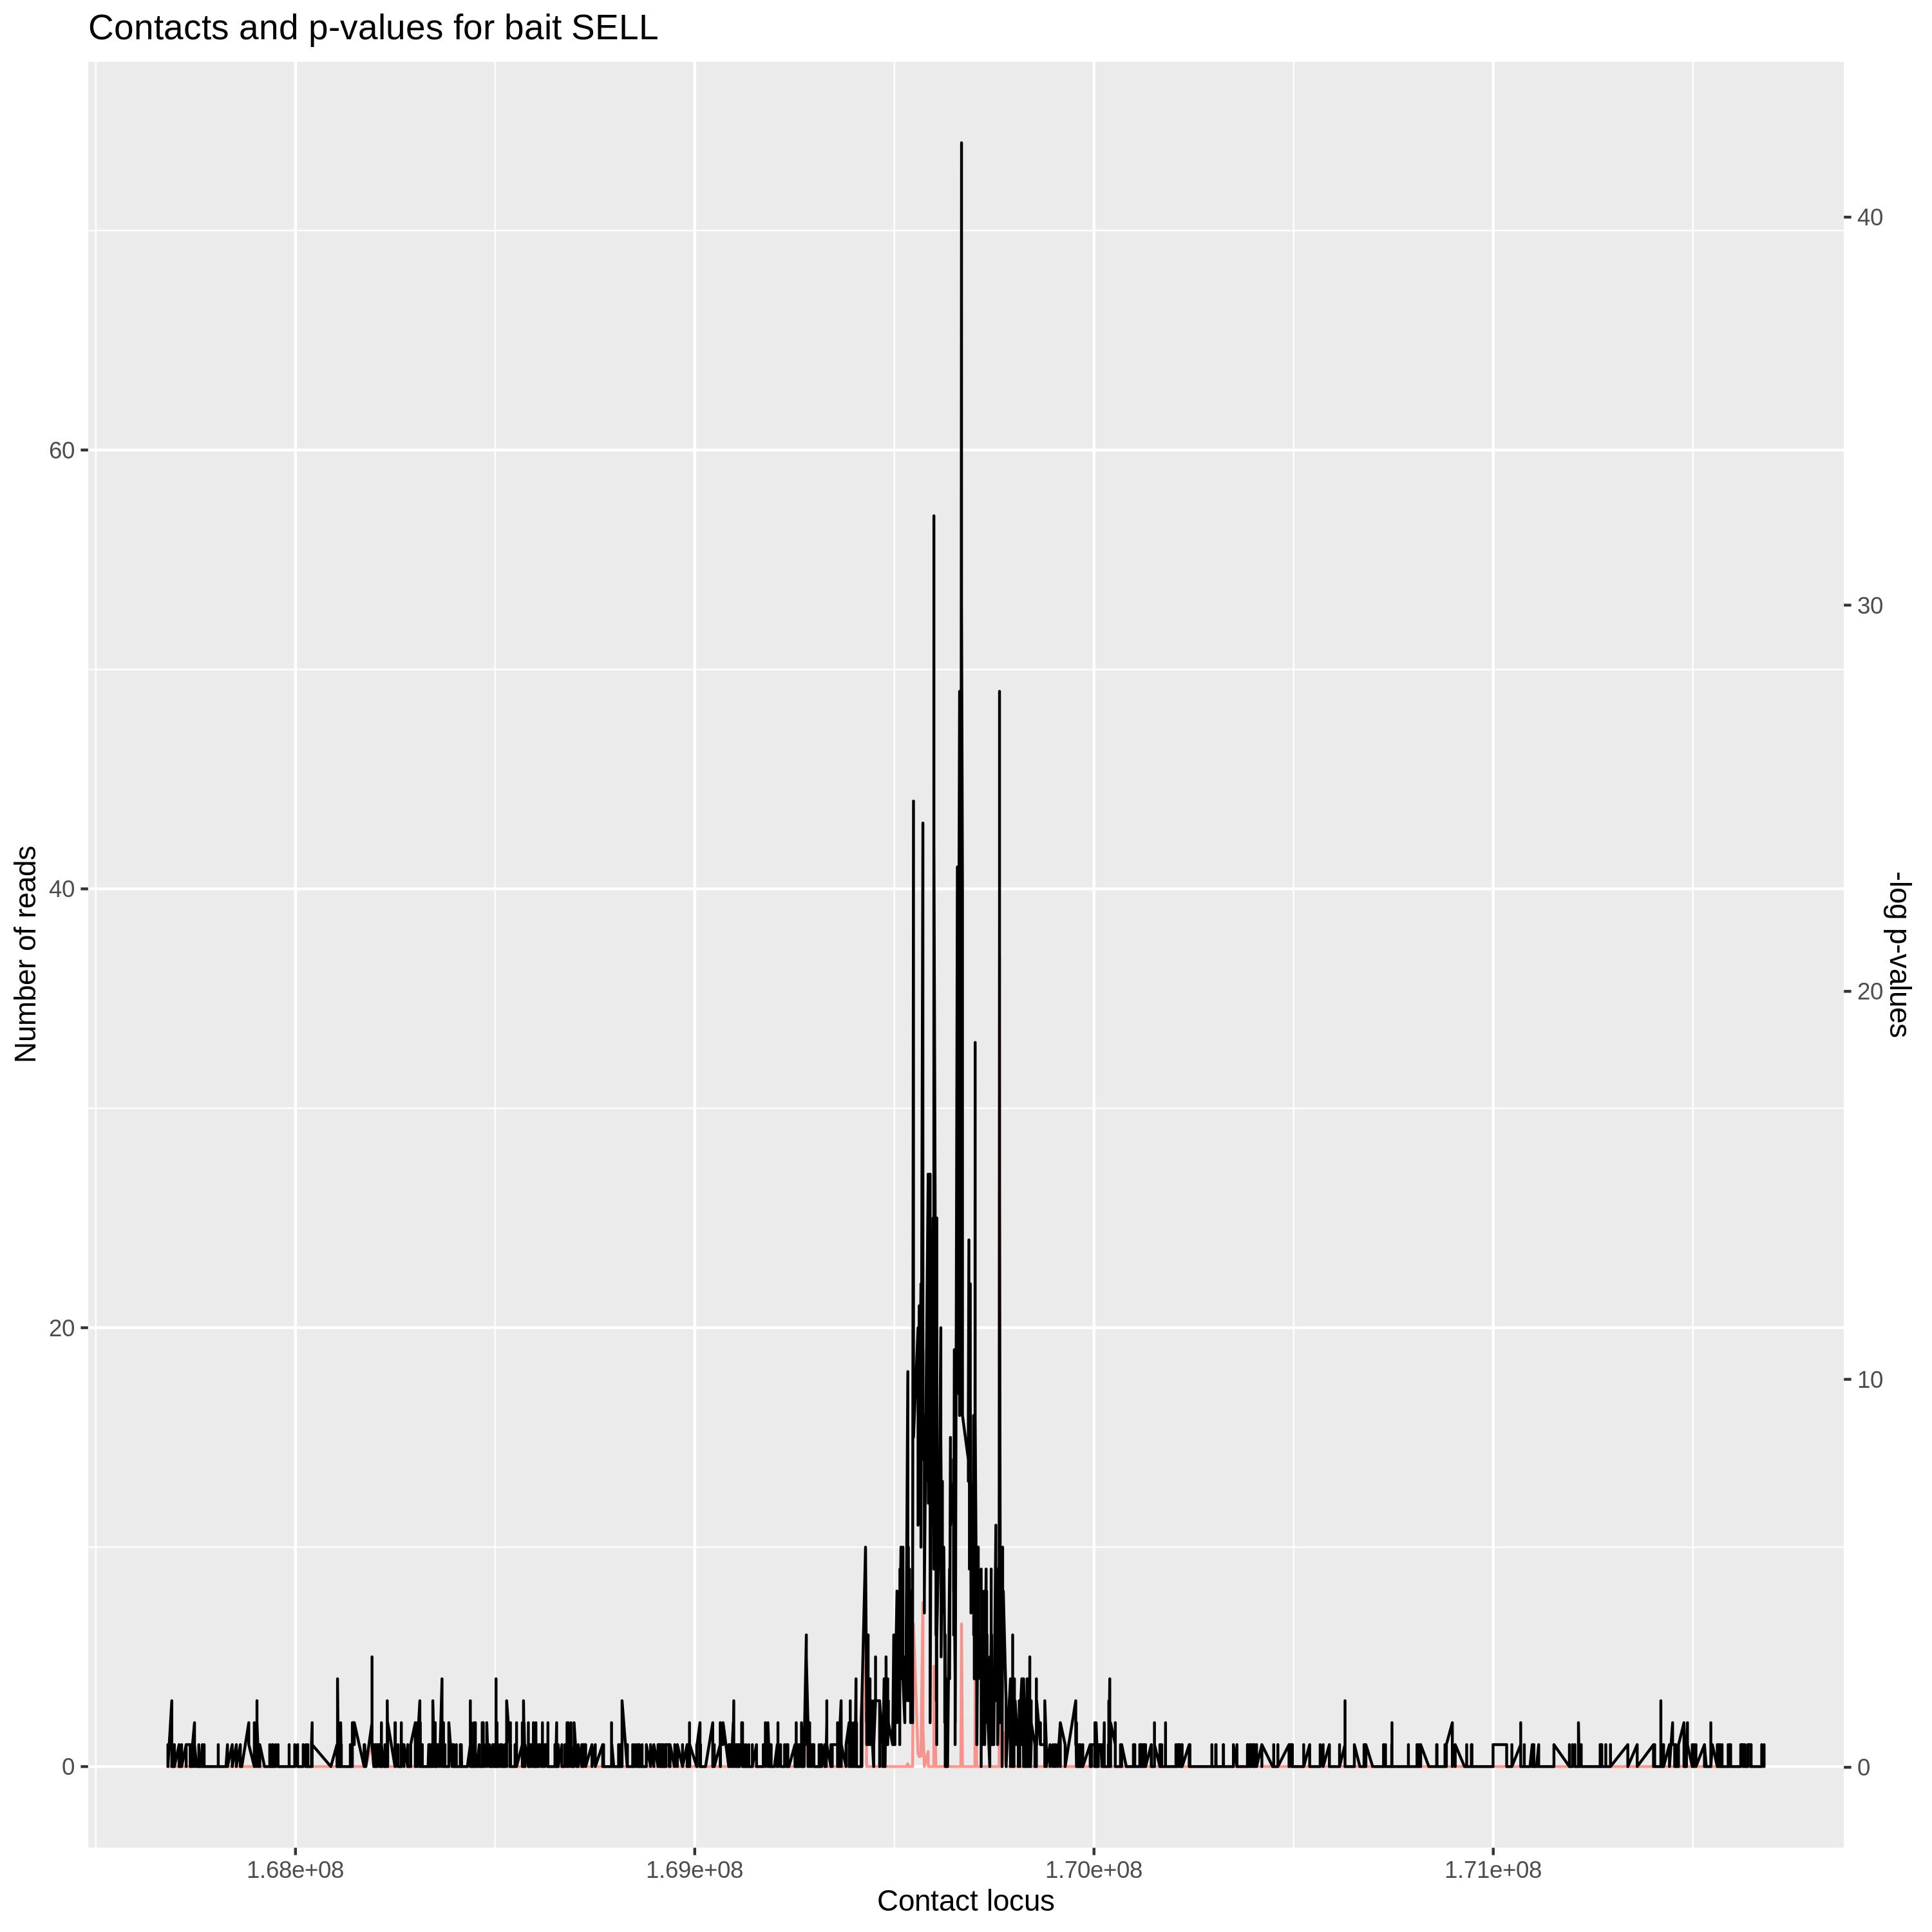 Contacts and p-values for bait SELL
Number of reads
60
40
20
0
40
30
20
10
0
-log p-values
1.68e+08
1.69e+08
1.70e+08
1.71e+08
Contact locus